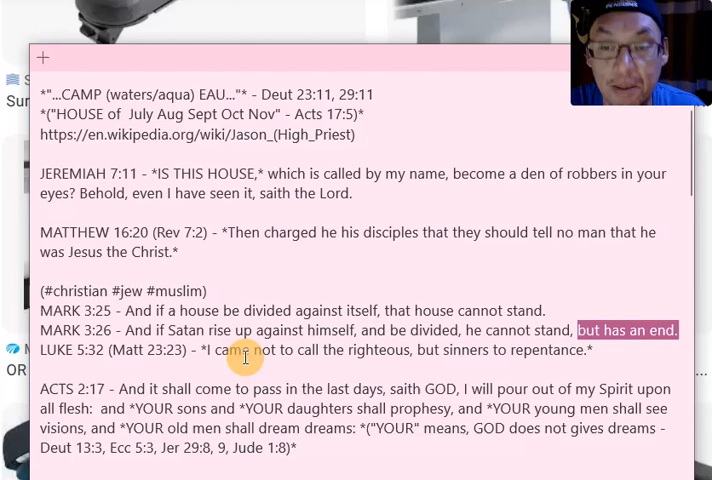 PENGUINS
Sur
*"...CAMP (waters/aqua) EAU..."* - Deut 23:11, 29:11
*("HOUSE of  July Aug Sept Oct Nov" - Acts 17:5)*
https://en.wikipedia.org/wiki/Jason_(High_Priest)
JEREMIAH 7:11 - *IS THIS HOUSE,* which is called by my name, become a den of robbers in your
eyes? Behold, even I have seen it, saith the Lord.
MATTHEW 16:20 (Rev 7:2) - *Then charged he his disciples that they should tell no man that he
was Jesus the Christ.*
(#christian #jew #muslim)
MARK 3:25 - And if a house be divided against itself, that house cannot stand.
MARK 3:26 - And if Satan rise up against himself, and be divided, he cannot stand, but has an end.
LUKE 5:32 (Matt 23:23) - *I came not to call the righteous, but sinners to repentance.*
OR
...
ACTS 2:17 - And it shall come to pass in the last days, saith GOD, I will pour out of my Spirit upon
all flesh:  and *YOUR sons and *YOUR daughters shall prophesy, and *YOUR young men shall see
visions, and *YOUR old men shall dream dreams: *("YOUR" means, GOD does not gives dreams -
Deut 13:3, Ecc 5:3, Jer 29:8, 9, Jude 1:8)*